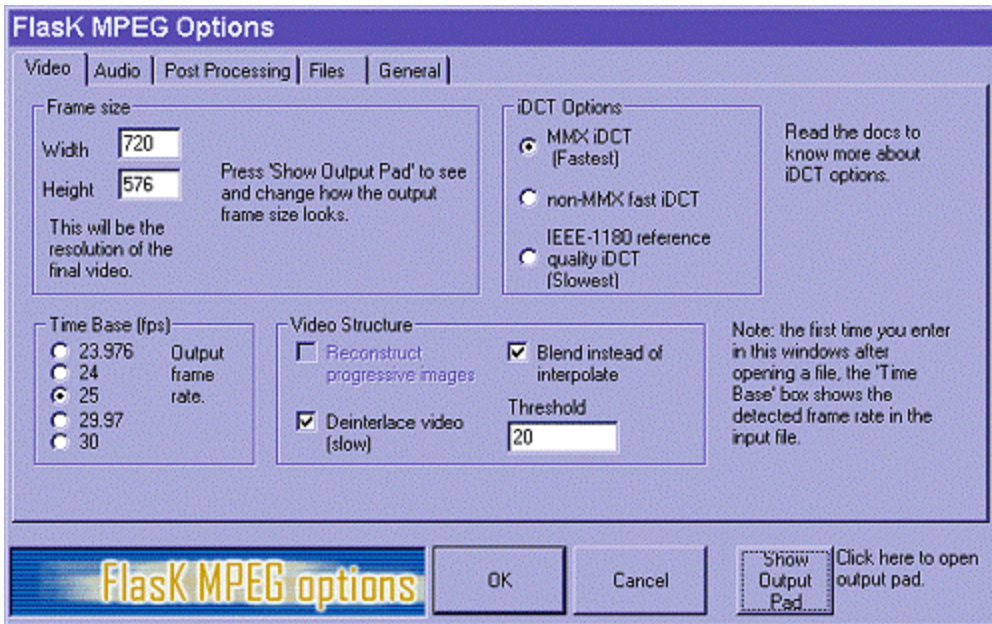 FlasK MPEG Options
Video
Audio
Post Processing
Files
General
Frame size
Width
720
Height
576
This will be the
resolution of the
final video.
Press 'Show Output Pad' to see
and change how the output
frame size looks.
iDCT Options
MMX iDCT
(Fastest)
non-MMX fast iDCT
IEEE-1180 reference
quality iDCT
(Slowest)
Read the docs to
know more about
iDCT options.
Time Base (fps)
23.976
24
25
29.97
30
Output
frame
rate.
Video Structure
Reconstruct
progressive images
Deinterlace video
(slow)
Blend instead of
interpolate
Threshold
20
Note: the first time you enter
in this windows after
opening a file, the 'Time
Base' box shows the
detected frame rate in the
input file.
FlasK MPEG options
OK
Cancel
Show
Output
Pad
Click here to open
output pad.